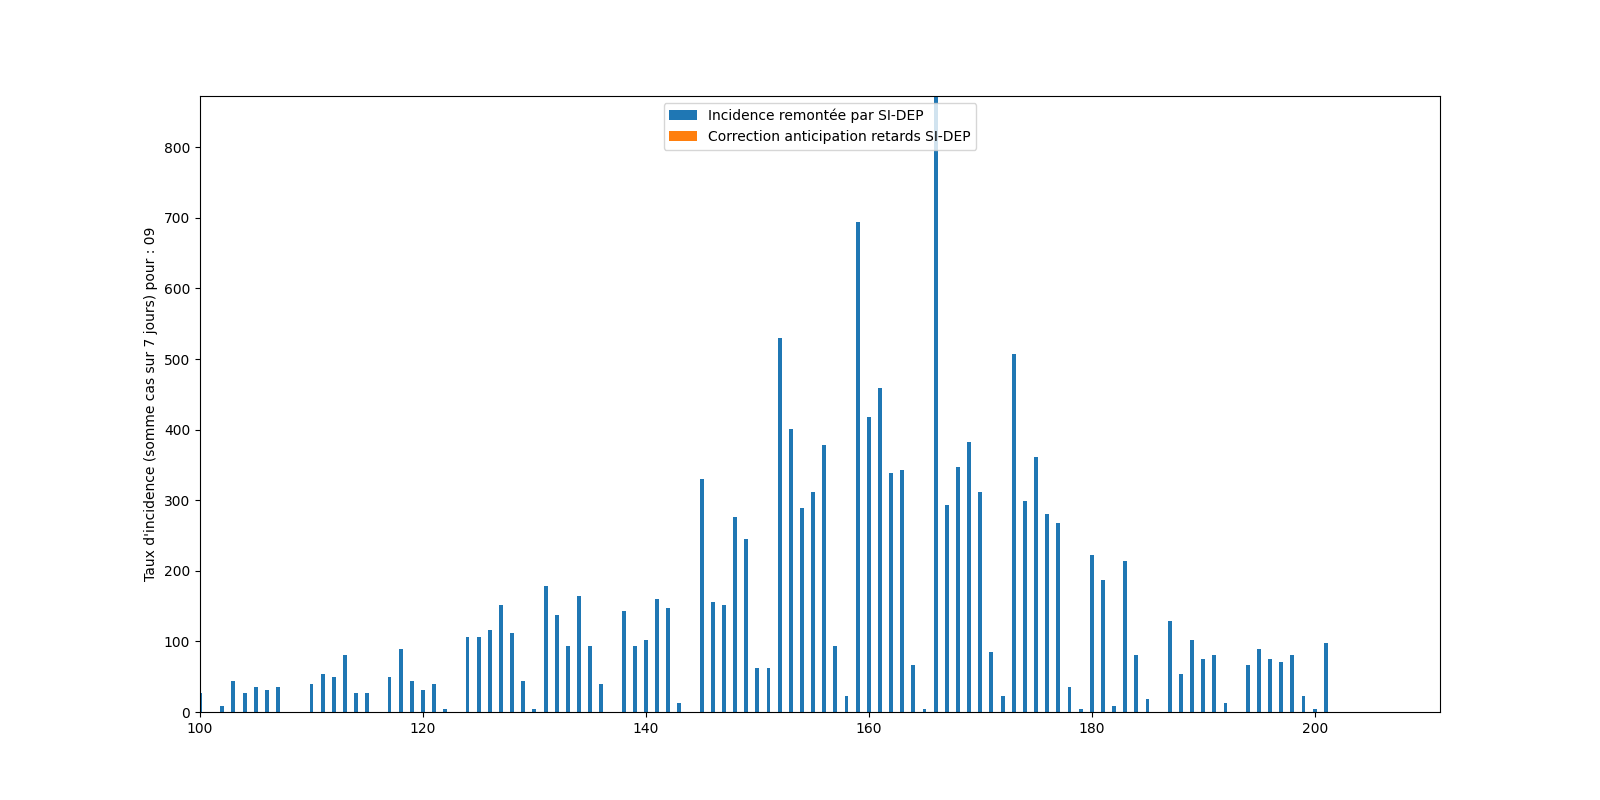 Incidence remontée par SI-DEP
Correction anticipation retards SI-DEP
Taux d'incidence (somme cas sur 7 jours) pour : 09
800
700
600
500
400
300
200
100
0
100 120 140 160 180 200